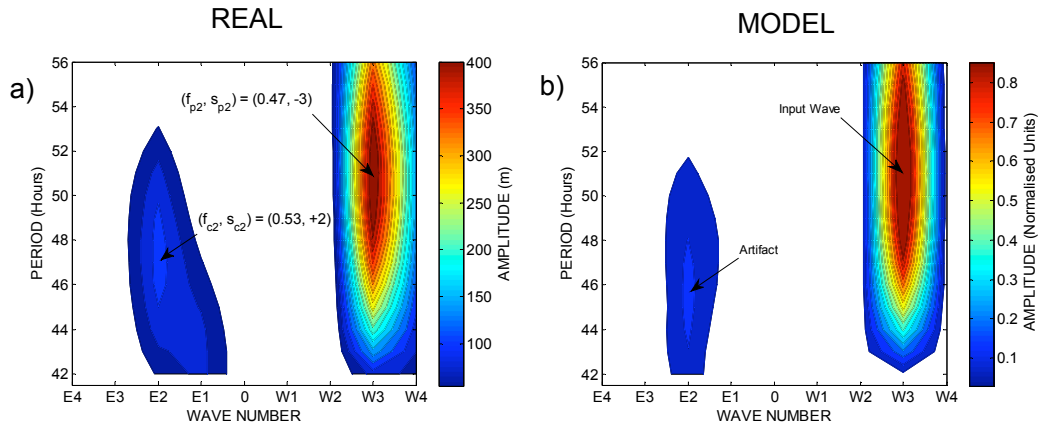 REAL
MODEL
a)
b)
56
54
52
50
48
46
44
42
PERIOD (Hours)
E4 E3 E2 E1 0 W1 W2 W3 W4
WAVE NUMBER
(fp2, sp2) = (0.47, -3)
(fc2, sc2) = (0.53, +2)
400
350
300
250
200
150
100
AMPLITUDE (m)
56
54
52
50
48
46
44
42
PERIOD (Hours)
E4 E3 E2 E1 0 W1 W2 W3 W4
WAVE NUMBER
Input Wave
Artifact
0.8
0.7
0.6
0.5
0.4
0.3
0.2
0.1
AMPLITUDE (Normalised Units)